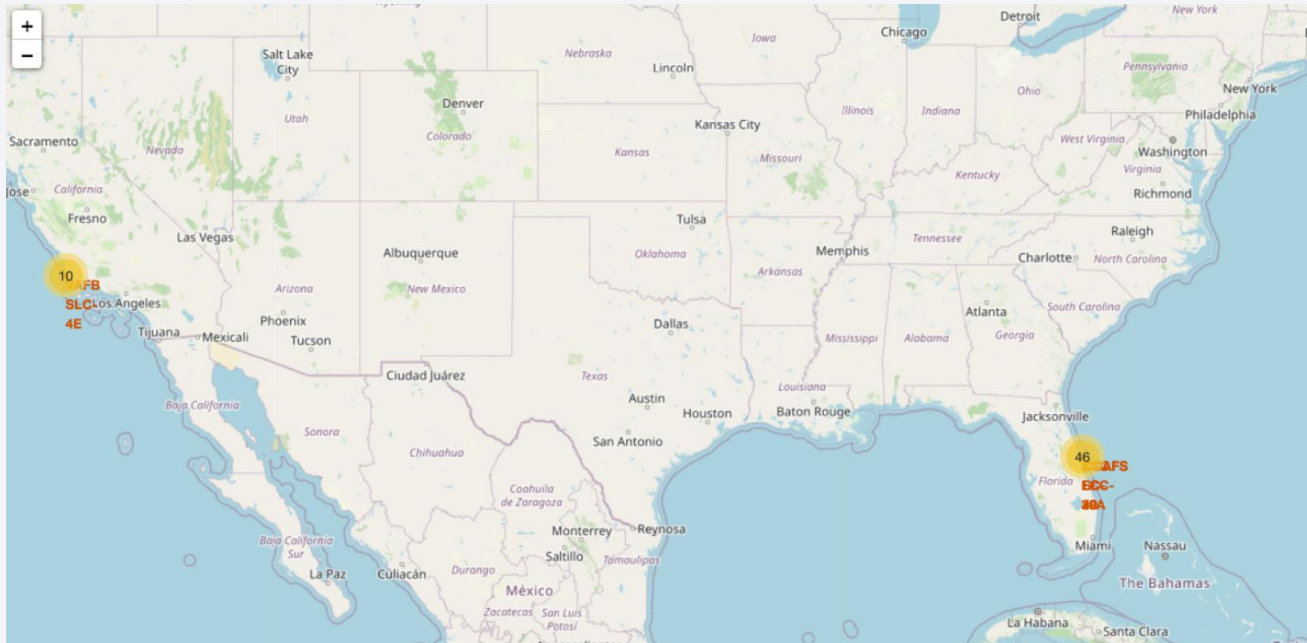 +
−
Detroit
New York
Chicago
Iowa
Nebraska
Salt Lake
City
Lincoln
Pennsylvania
New York
Ohio
Illinois
Indiana
Denver
Utah
Philadelphia
Colorado
Kansas City
Sacramento
Nevada
Kansas
Missouri
West Virginia
Washington
Jose
California
Virginia
Kentucky
Richmond
Fresno
Tulsa
Las Vegas
Raleigh
Tennessee
Albuquerque
Oklahoma
Memphis
Charlotte
North Carolina
Arkansas
10
Arizona
New Mexico
Los Angeles
SLC-
4E
South Carolina
Atlanta
Phoenix
Dallas
Tijuana
Mexicali
Tucson
Mississippi
Alabama
Georgia
Ciudad Juárez
Texas
Louisiana
Austin
Baja California
Houston
Baton Rouge
Jacksonville
Sonora
San Antonio
Chihuahua
46
Florida
Coahuila
de Zaragoza
Reynosa
Monterrey
Baja California
Sur
Saltillo
Tamaulipas
Miami
Nassau
La Paz
Culiacán
Durango
The Bahamas
México
Zacatecas
San Luis
Potosí
La Habana
Santa Clara